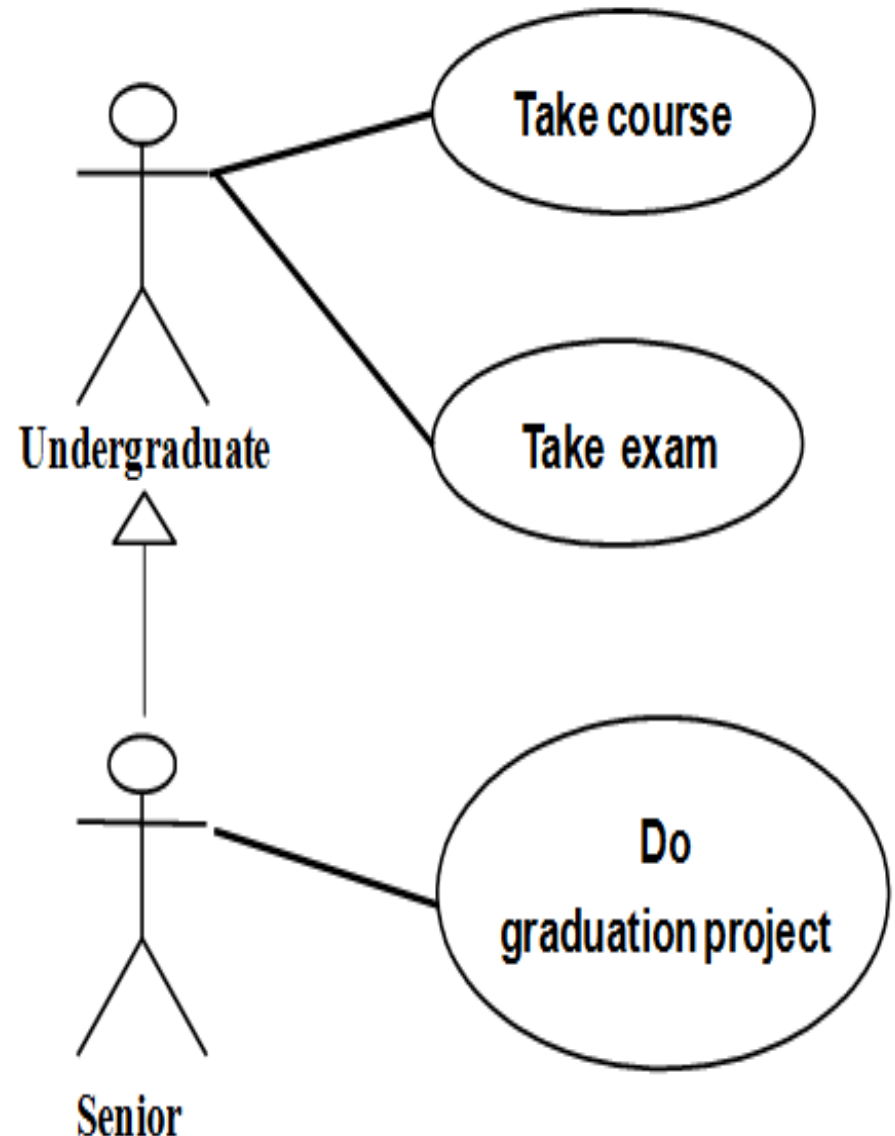 Take course
Undergraduate
Take exam
Do
graduation project
Senior